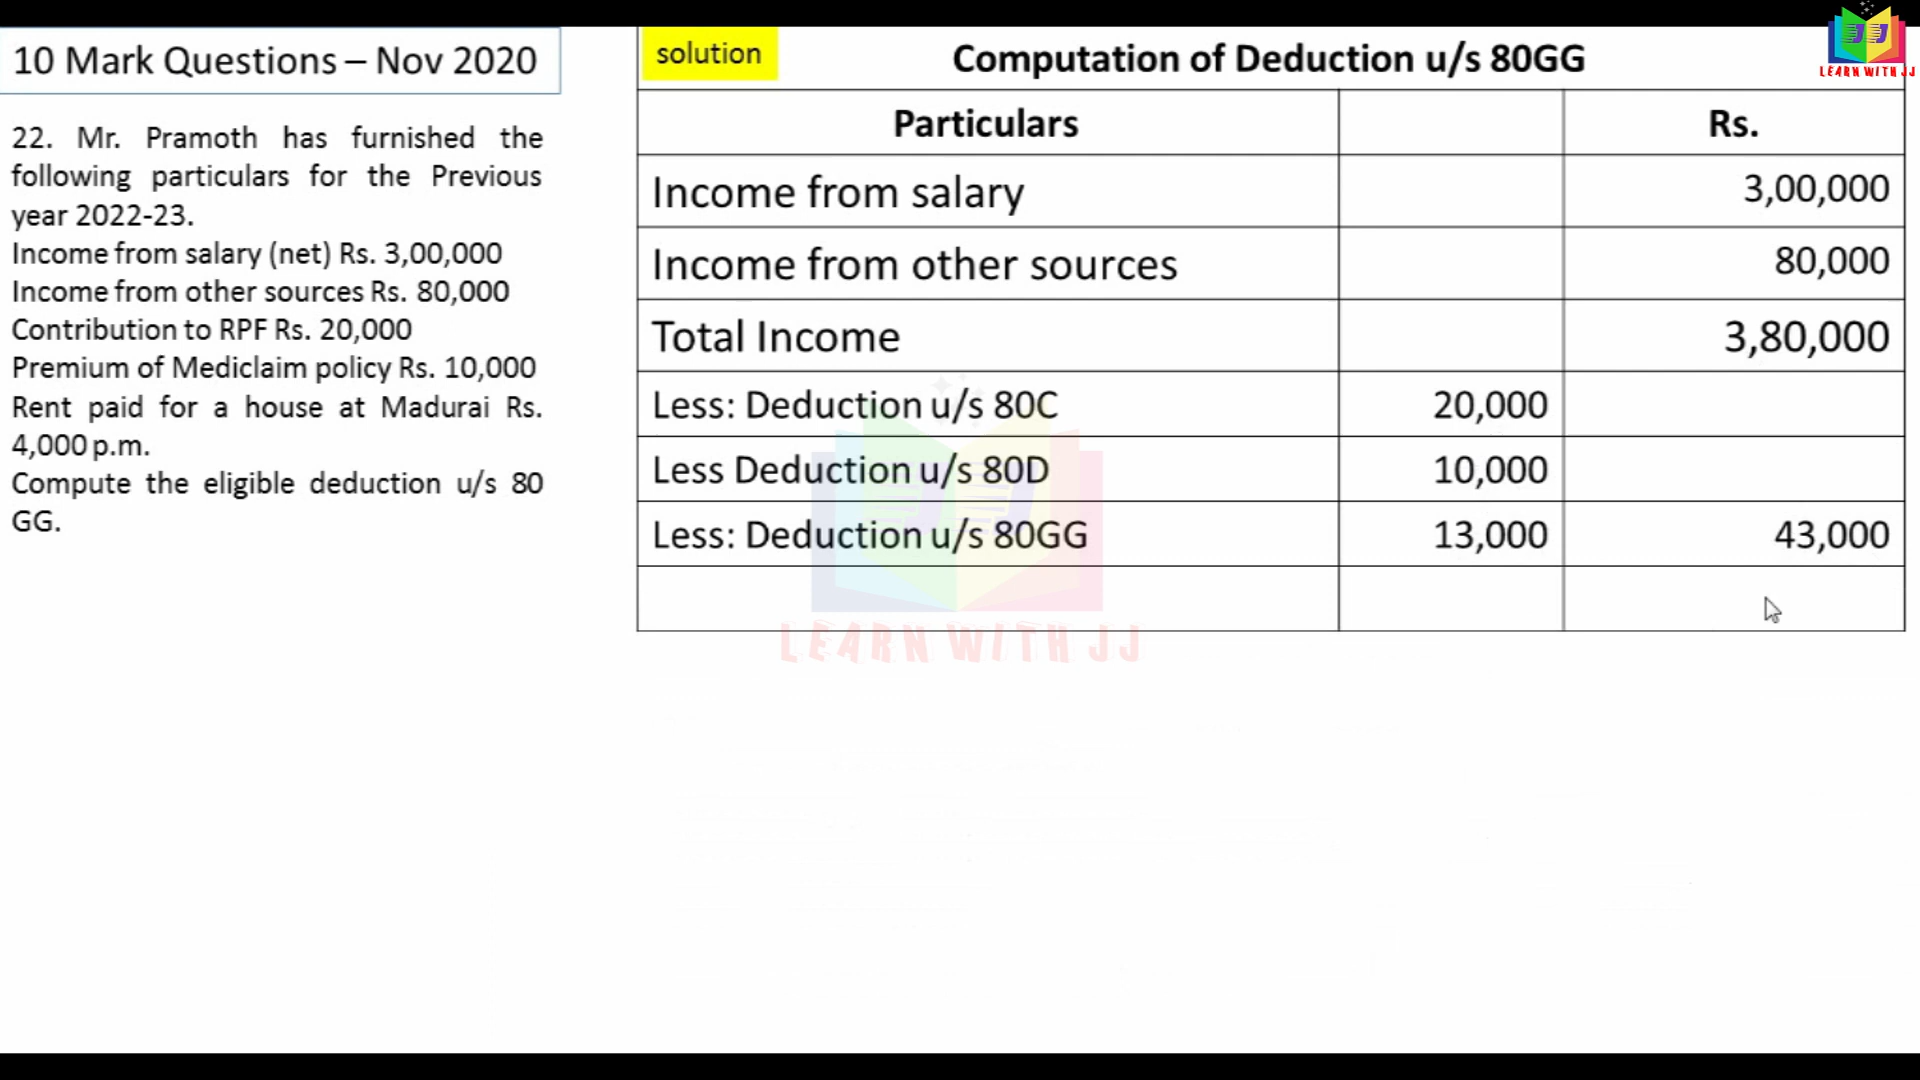 10 Mark Questions – Nov 2020
22. Mr. Pramoth has furnished the
following particulars for the Previous
year 2022-23.
Income from salary (net) Rs. 3,00,000
Income from other sources Rs. 80,000
Contribution to RPF Rs. 20,000
Premium of Mediclaim policy Rs. 10,000
Rent paid for a house at Madurai Rs.
4,000 p.m.
Compute the eligible deduction u/s 80
GG.
solution
Computation of Deduction u/s 80GG
Particulars Rs.
Income from salary 3,00,000
Income from other sources 80,000
Total Income 3,80,000
Less: Deduction u/s 80C 20,000
Less Deduction u/s 80D 10,000
Less: Deduction u/s 80GG 13,000 43,000
LEARN WITH JJ
JJ
LEARN WITH JJ